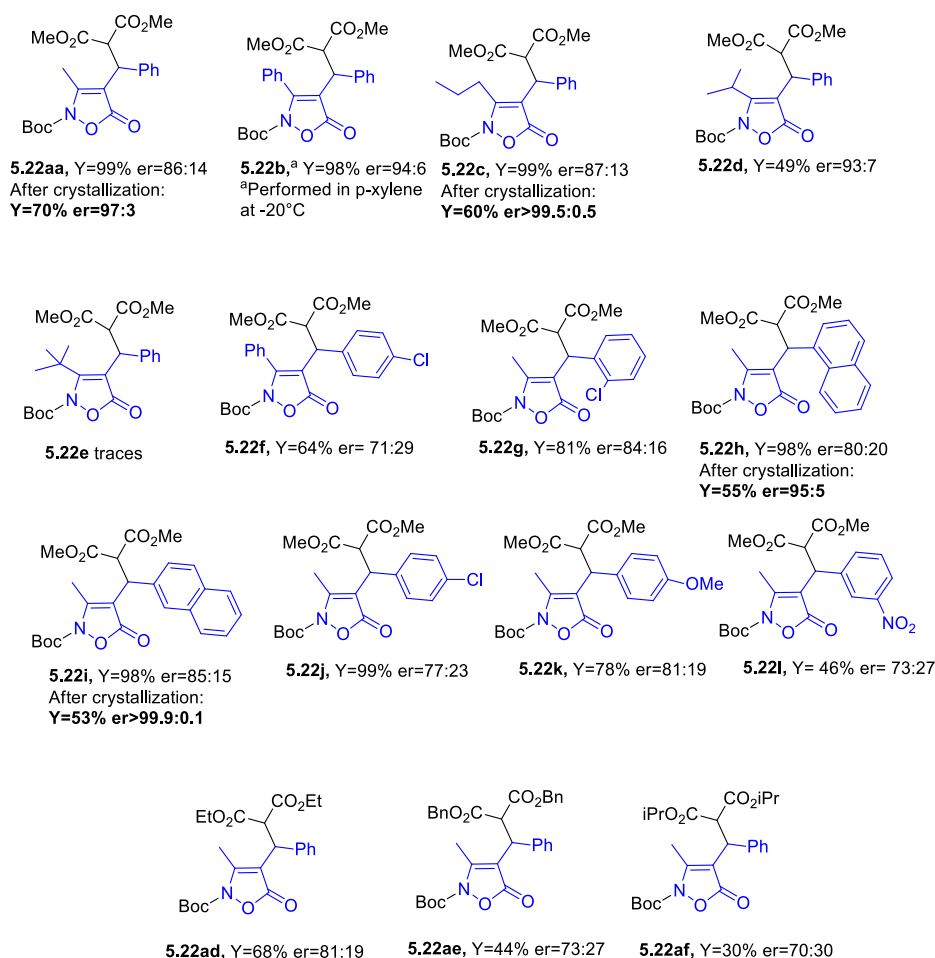 MeO₂C CO₂Me Ph N O O Boc
MeO₂C CO₂Me Ph Ph N O O Boc
MeO₂C CO₂Me Ph N O O Boc
MeO₂C CO₂Me Ph N O O Boc
5.22aa, Y=99% er=86:14
After crystallization:
Y=70% er=97:3
5.22b,ᵃ Y=98% er=94:6
ᵃPerformed in p-xylene
at -20°C
5.22c, Y=99% er=87:13
After crystallization:
Y=60% er>99.5:0.5
5.22d, Y=49% er=93:7
MeO₂C CO₂Me Ph N O O Boc
MeO₂C CO₂Me Ph Cl N O O Boc
MeO₂C CO₂Me Cl N O O Boc
MeO₂C CO₂Me N O O Boc
5.22e traces
5.22f, Y=64% er= 71:29
5.22g, Y=81% er=84:16
5.22h, Y=98% er=80:20
After crystallization:
Y=55% er=95:5
MeO₂C CO₂Me N O O Boc
MeO₂C CO₂Me Cl N O O Boc
MeO₂C CO₂Me OMe N O O Boc
MeO₂C CO₂Me NO₂ N O O Boc
5.22i, Y=98% er=85:15
After crystallization:
Y=53% er>99.9:0.1
5.22j, Y=99% er=77:23
5.22k, Y=78% er=81:19
5.22l, Y= 46% er= 73:27
EtO₂C CO₂Et Ph N O O Boc
BnO₂C CO₂Bn Ph N O O Boc
iPrO₂C CO₂iPr Ph N O O Boc
5.22ad, Y=68% er=81:19
5.22ae, Y=44% er=73:27
5.22af, Y=30% er=70:30